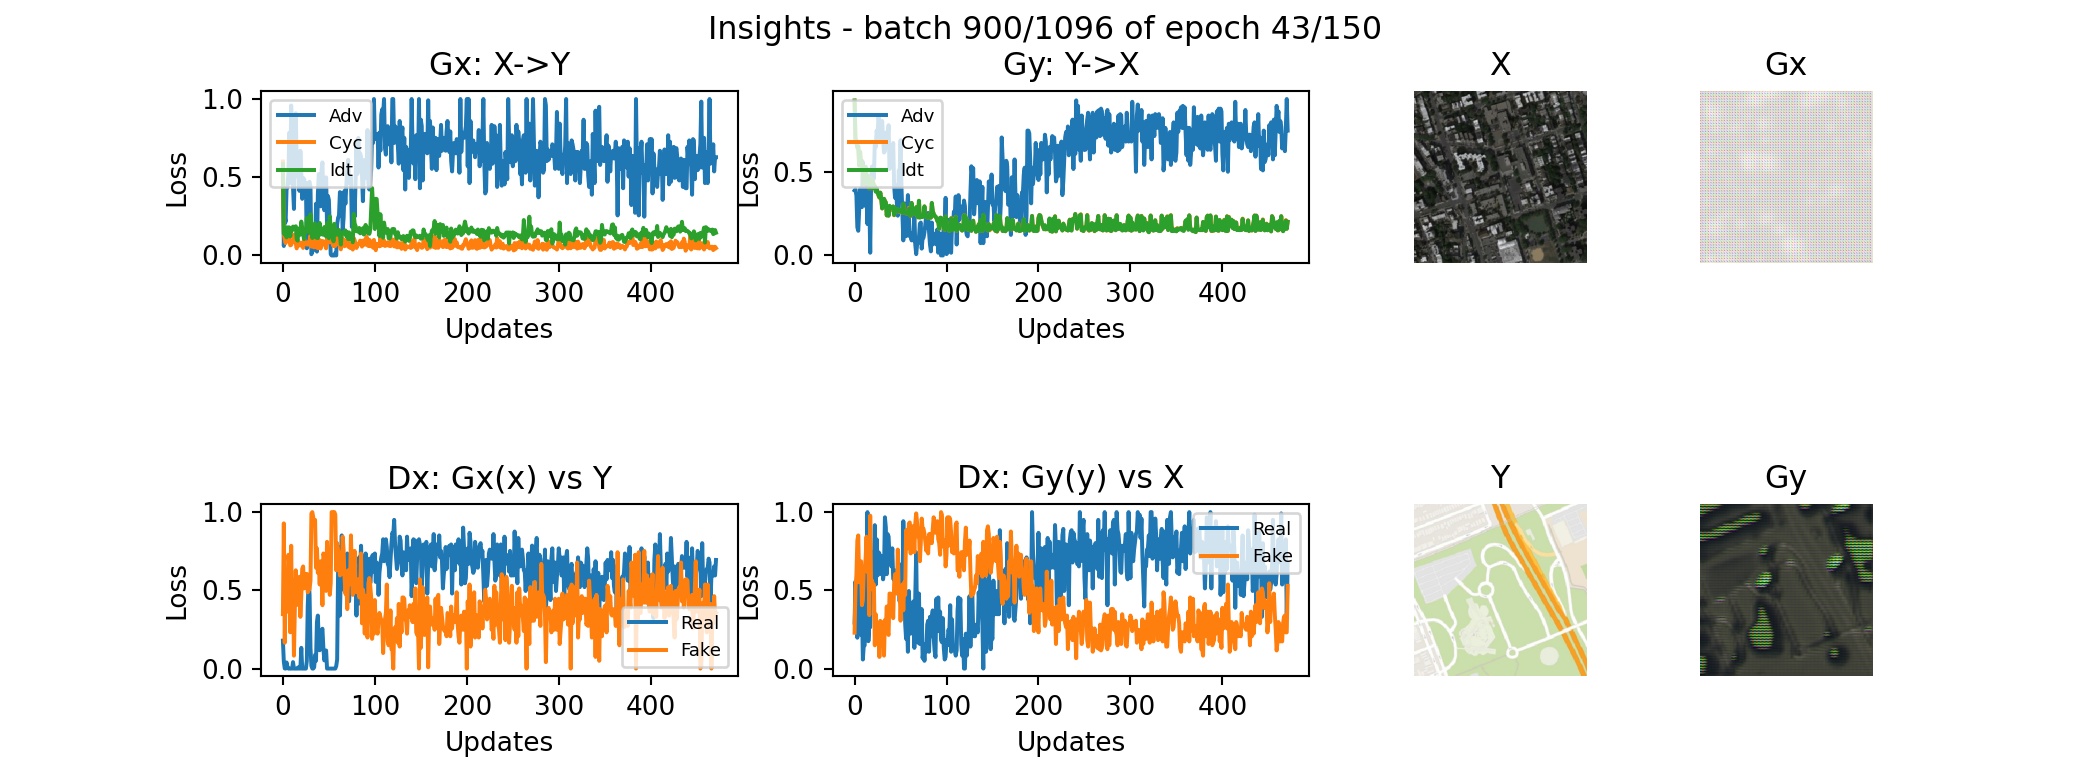 Insights - batch 900/1096 of epoch 43/150
Gx: X->Y
Gy: Y->X
X
Gx
1.0
0.5
0.0
Loss
Adv
Cyc
Idt
0
100
200
300
400
Updates
0.5
0.0
Loss
Adv
Cyc
Idt
0
100
200
300
400
Updates
Dx: Gx(x) vs Y
Dx: Gy(y) vs X
Y
Gy
1.0
0.5
0.0
Loss
Real
Fake
0
100
200
300
400
Updates
1.0
0.5
0.0
Loss
Real
Fake
0
100
200
300
400
Updates